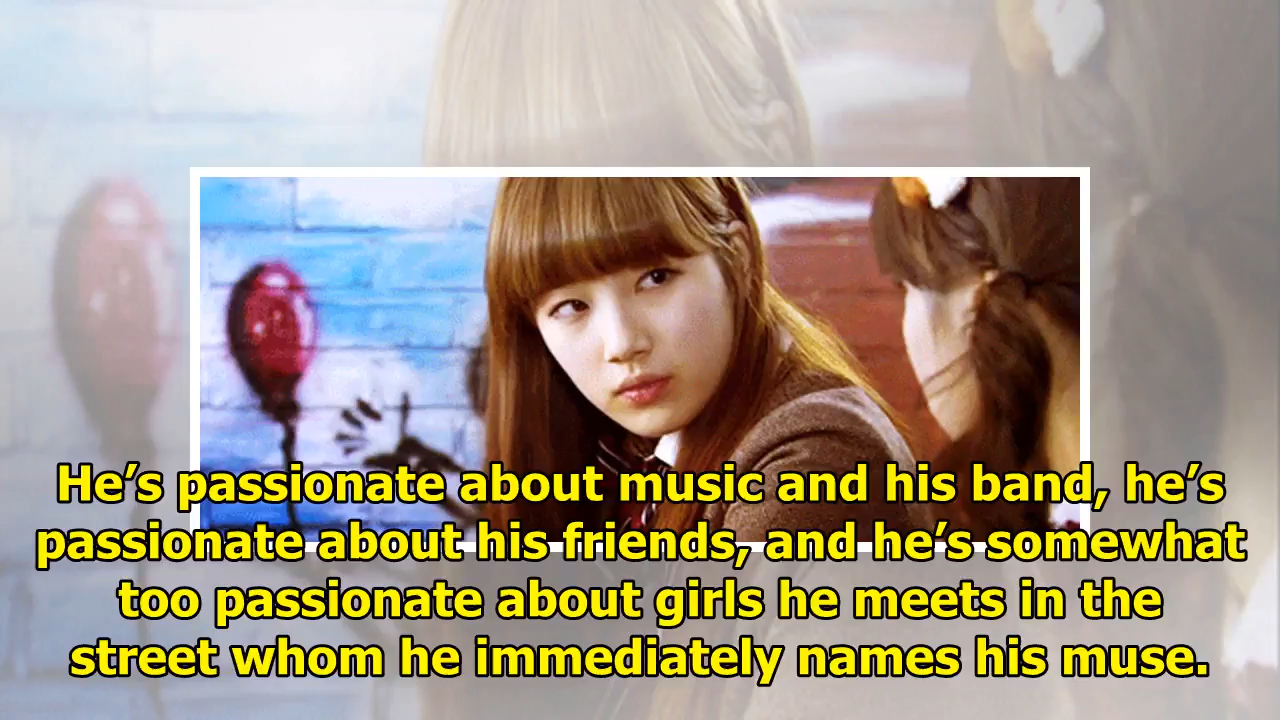 He’s passionate about music and his band, he’s
passionate about his friends, and he’s somewhat
too passionate about girls he meets in the
street whom he immediately names his muse.